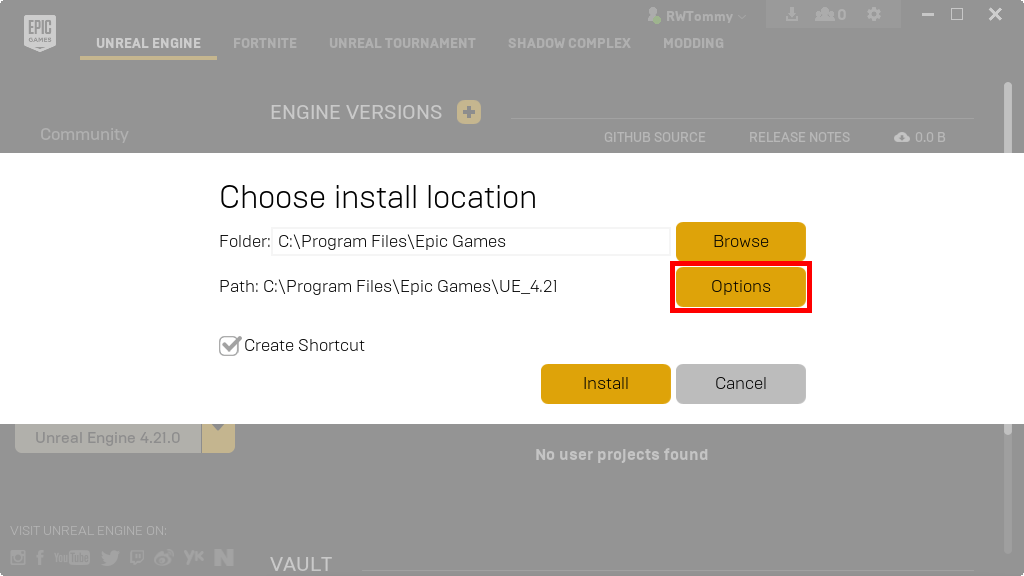 EPIC
GAMES
RWTommy
0
UNREAL ENGINE
FORTNITE
UNREAL TOURNAMENT
SHADOW COMPLEX
MODDING
ENGINE VERSIONS
Community
GITHUB SOURCE
RELEASE NOTES
0.0 B
Choose install location
Folder: C:\Program Files\Epic Games
Browse
Path: C:\Program Files\Epic Games\UE_4.21
Options
Create Shortcut
Install
Cancel
Unreal Engine 4.21.0
No user projects found
VISIT UNREAL ENGINE ON:
YouTube
VAULT